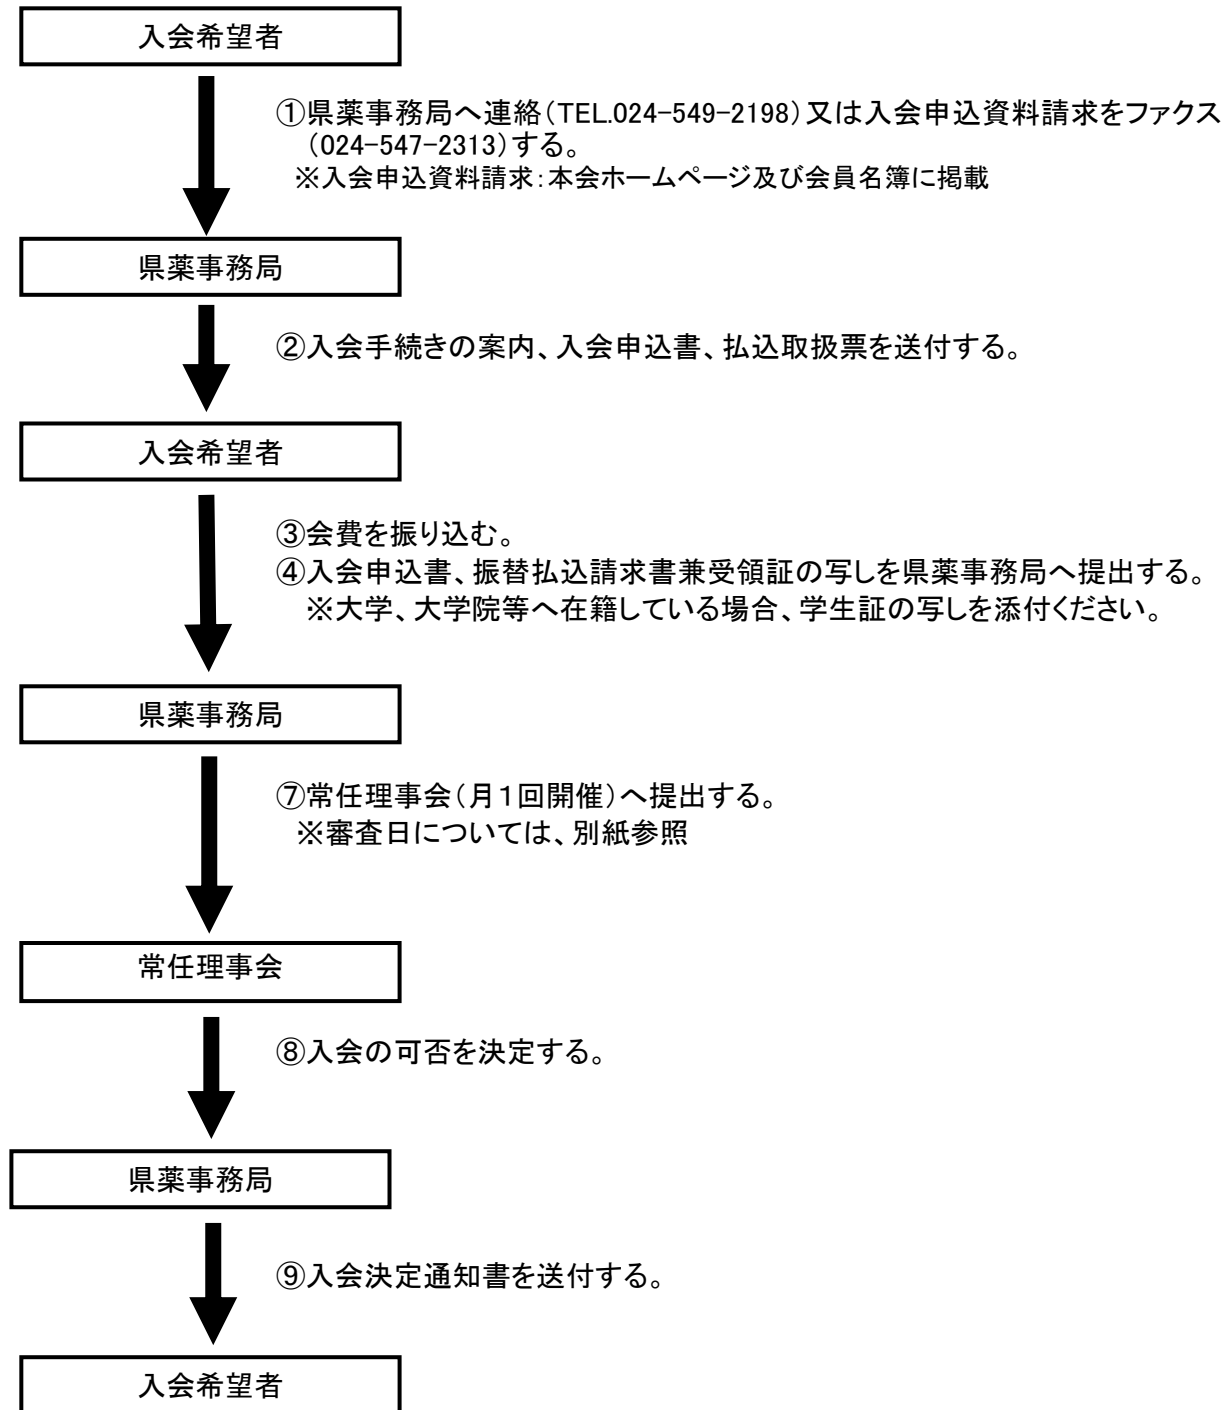 入会希望者
①県薬事務局へ連絡(TEL.024-549-2198)又は入会申込資料請求をファクス
(024-547-2313)する。
※入会申込資料請求:本会ホームページ及び会員名簿に掲載
県薬事務局
②入会手続きの案内、入会申込書、払込取扱票を送付する。
入会希望者
③会費を振り込む。
④入会申込書、振替払込請求書兼受領証の写しを県薬事務局へ提出する。
※大学、大学院等へ在籍している場合、学生証の写しを添付ください。
県薬事務局
⑦常任理事会(月1回開催)へ提出する。
※審査日については、別紙参照
常任理事会
⑧入会の可否を決定する。
県薬事務局
⑨入会決定通知書を送付する。
入会希望者